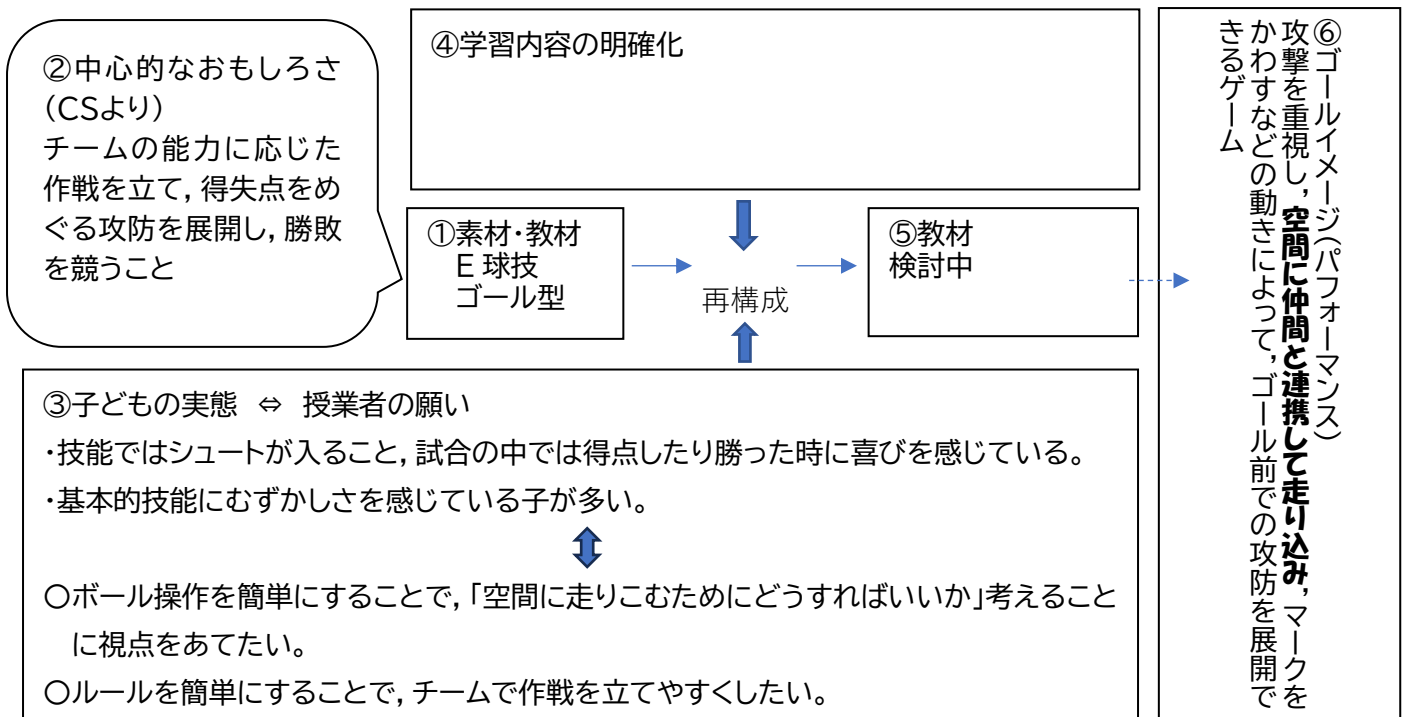 ②中心的なおもしろさ
(CSより)
チームの能力に応じた
作戦を立て,得失点をめ
ぐる攻防を展開し,勝敗
を競うこと
④学習内容の明確化
①素材・教材
E 球技
ゴール型
再構成
⑤教材
検討中
③子どもの実態 ⇔ 授業者の願い
・技能ではシュートが入ること,試合の中では得点したり勝った時に喜びを感じている。
・基本的技能にむずかしさを感じている子が多い。
〇ボール操作を簡単にすることで,「空間に走りこむためにどうすればいいか」考えること
に視点をあてたい。
〇ルールを簡単にすることで,チームで作戦を立てやすくしたい。
⑥ゴールイメージ(パフォーマンス)
攻撃を重視し,空間に仲間と連携して走り込み,マークを
かわすなどの動きによって,ゴール前での攻防を展開で
きるゲーム